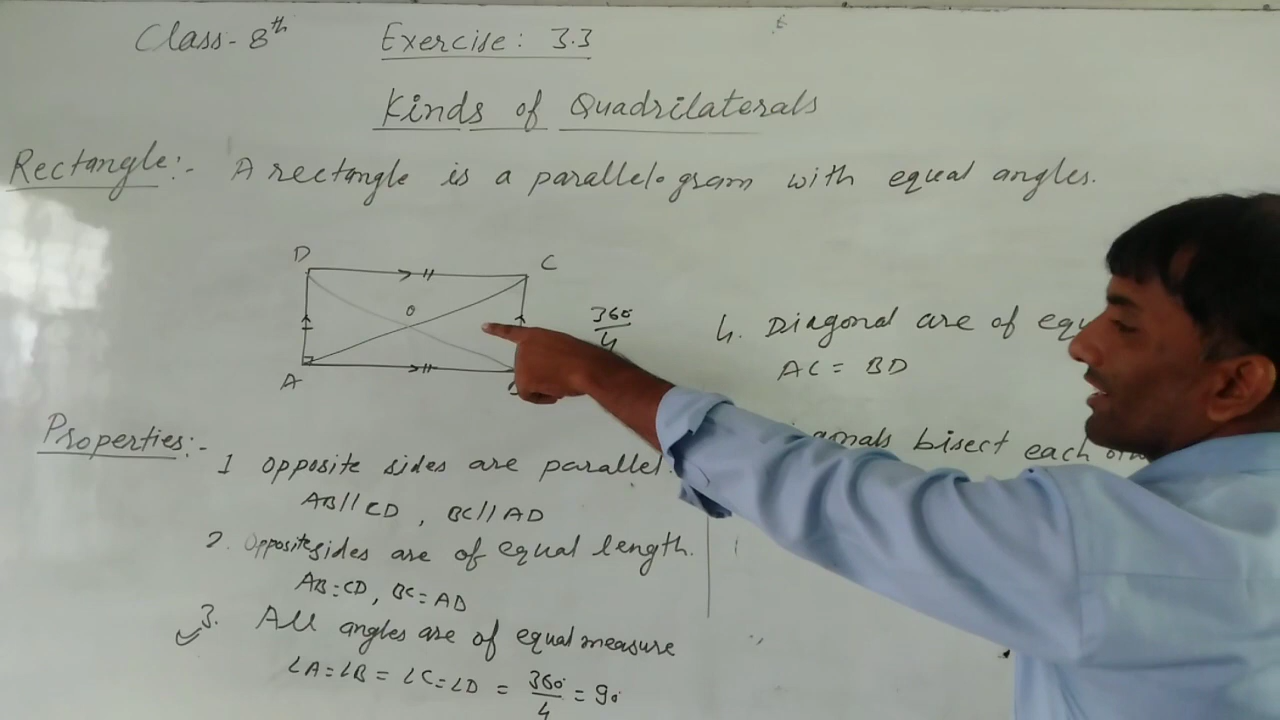 Class- 8th Exercise: 3.3
Kinds of Quadrilaterals
Rectangle:- A rectangle is a parallelogram with equal angles.
D C
O
A
360°
4
4. Diagonal are of
AC = BD
bisect each
Properties:-
1 opposite sides are parallel.
AB//CD , BC//AD
2. Opposite sides are of equal length.
AB=CD, BC=AD
3. All angles are of equal measure
∠A=∠B = ∠C=∠D = 360°/4 = 90